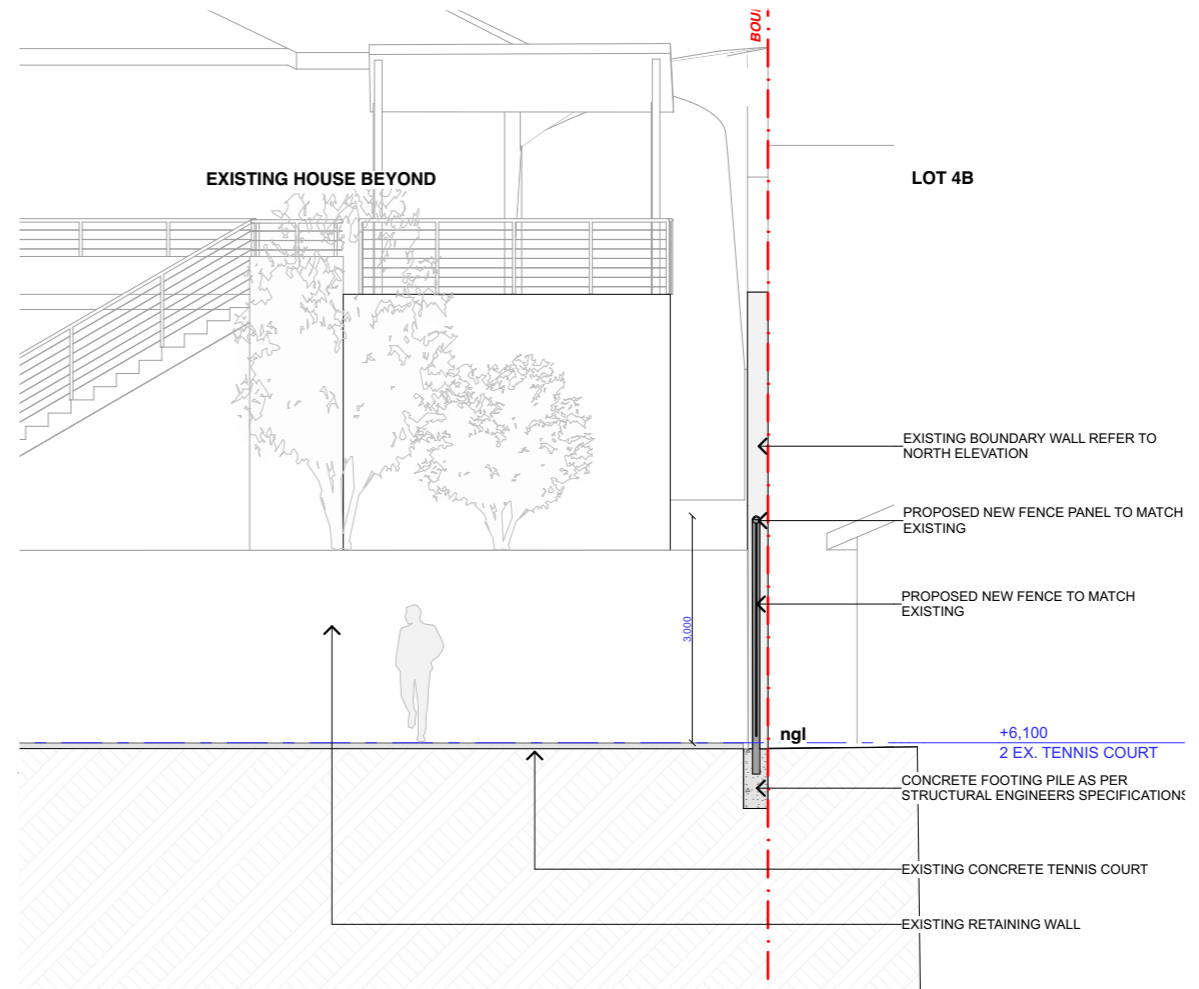 BOU
EXISTING HOUSE BEYOND
LOT 4B
EXISTING BOUNDARY WALL REFER TO
NORTH ELEVATION
PROPOSED NEW FENCE PANEL TO MATCH
EXISTING
PROPOSED NEW FENCE TO MATCH
EXISTING
3,000
ngl
+6,100
2 EX. TENNIS COURT
CONCRETE FOOTING PILE AS PER
STRUCTURAL ENGINEERS SPECIFICATIONS
EXISTING CONCRETE TENNIS COURT
EXISTING RETAINING WALL